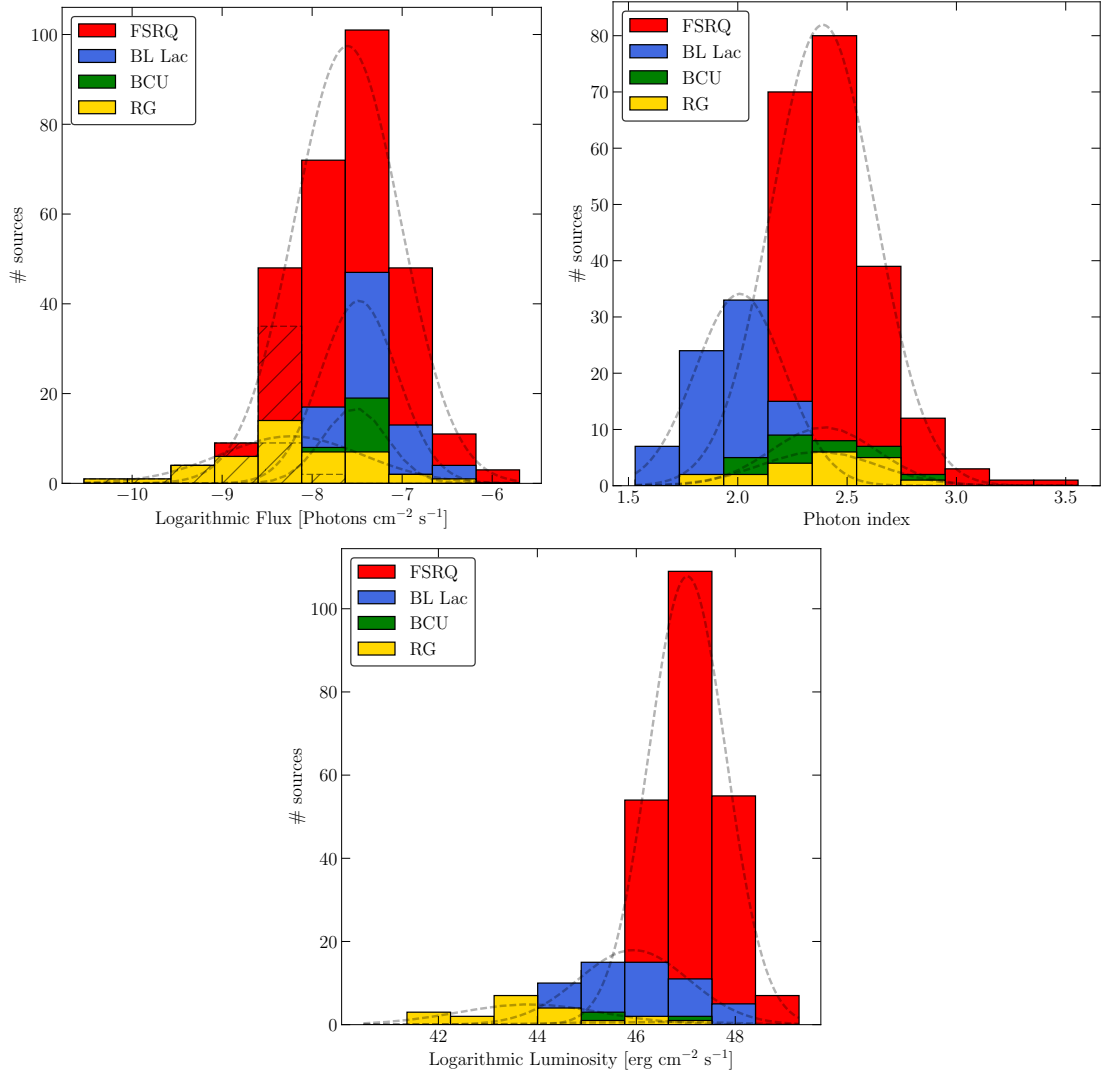 FSRQ
BL Lac
BCU
RG
100
80
60
40
20
0
# sources
−10
−9
−8
−7
−6
Logarithmic Flux [Photons cm−2 s−1]
FSRQ
BL Lac
BCU
RG
80
70
60
50
40
30
20
10
0
# sources
1.5
2.0
2.5
3.0
3.5
Photon index
FSRQ
BL Lac
BCU
RG
100
80
60
40
20
0
# sources
42
44
46
48
Logarithmic Luminosity [erg cm−2 s−1]